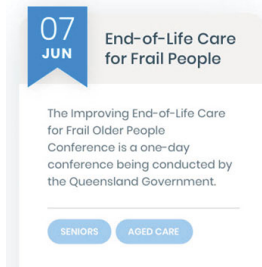 07
JUN
End-of-Life Care
for Frail People
The Improving End-of-Life Care
for Frail Older People
Conference is a one-day
conference being conducted by
the Queensland Government.
SENIORS
AGED CARE